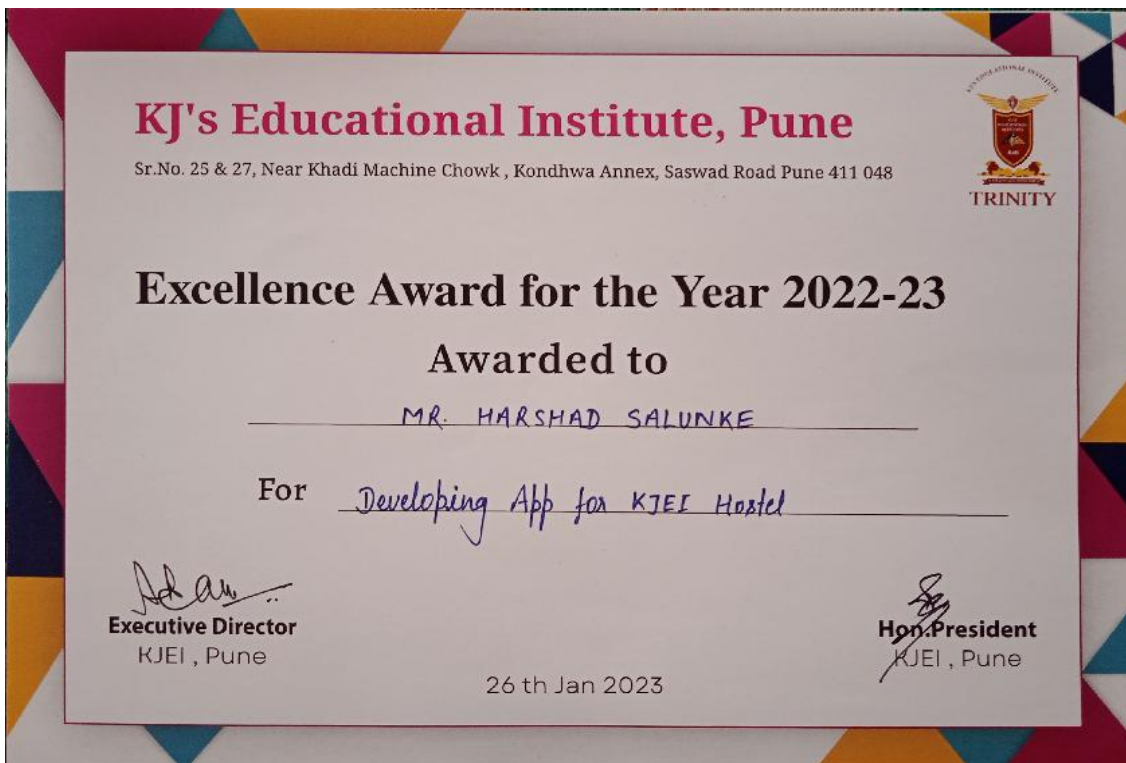 KJ's Educational Institute, Pune
Sr.No. 25 & 27, Near Khadi Machine Chowk , Kondhwa Annex, Saswad Road Pune 411 048
TRINITY
Excellence Award for the Year 2022-23
Awarded to
MR. HARSHAD SALUNKE
For Developing App for KJEI Hostel
Executive Director
KJEI , Pune
Hon.President
KJEI , Pune
26 th Jan 2023